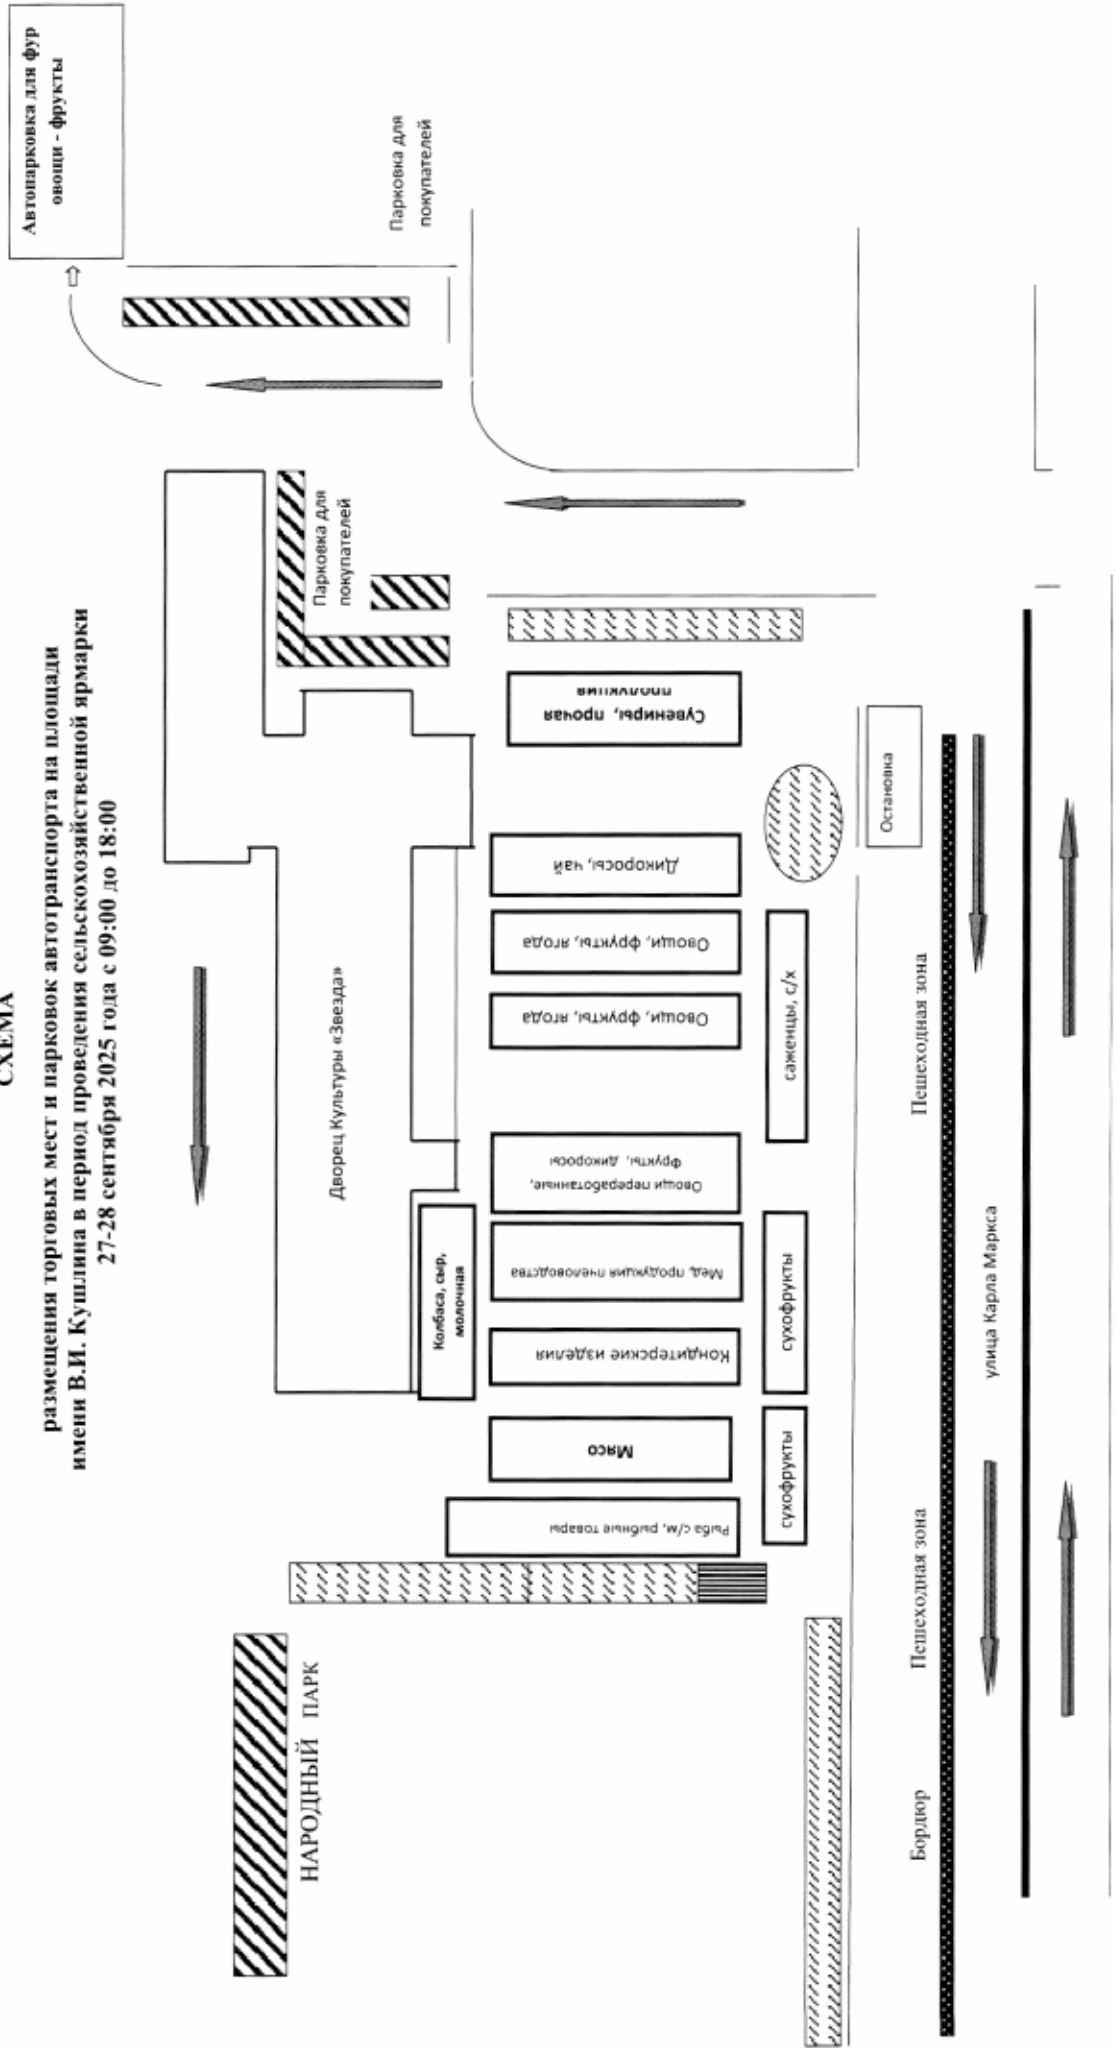 СХЕМА
размещения торговых мест и парковок автотранспорта на площади
имени В.И. Кушлина в период проведения сельскохозяйственной ярмарки
27-28 сентября 2025 года с 09:00 до 18:00
Автопарковка для фур
овощи - фрукты
Парковка для
покупателей
Парковка для
покупателей
Дворец Культуры «Звезда»
НАРОДНЫЙ ПАРК
Колбаса, сыр,
молочная
Рыба с/м, рыбные товары
Мясо
Кондитерские изделия
Мед, продукция пчеловодства
Овощи переработанные,
Фрукты, дикоросы
Овощи, фрукты, ягода
Овощи, фрукты, ягода
Дикоросы, чай
Сувениры, прочая
продукция
сухофрукты
сухофрукты
саженцы, с/х
Остановка
Бордюр
Пешеходная зона
Пешеходная зона
улица Карла Маркса